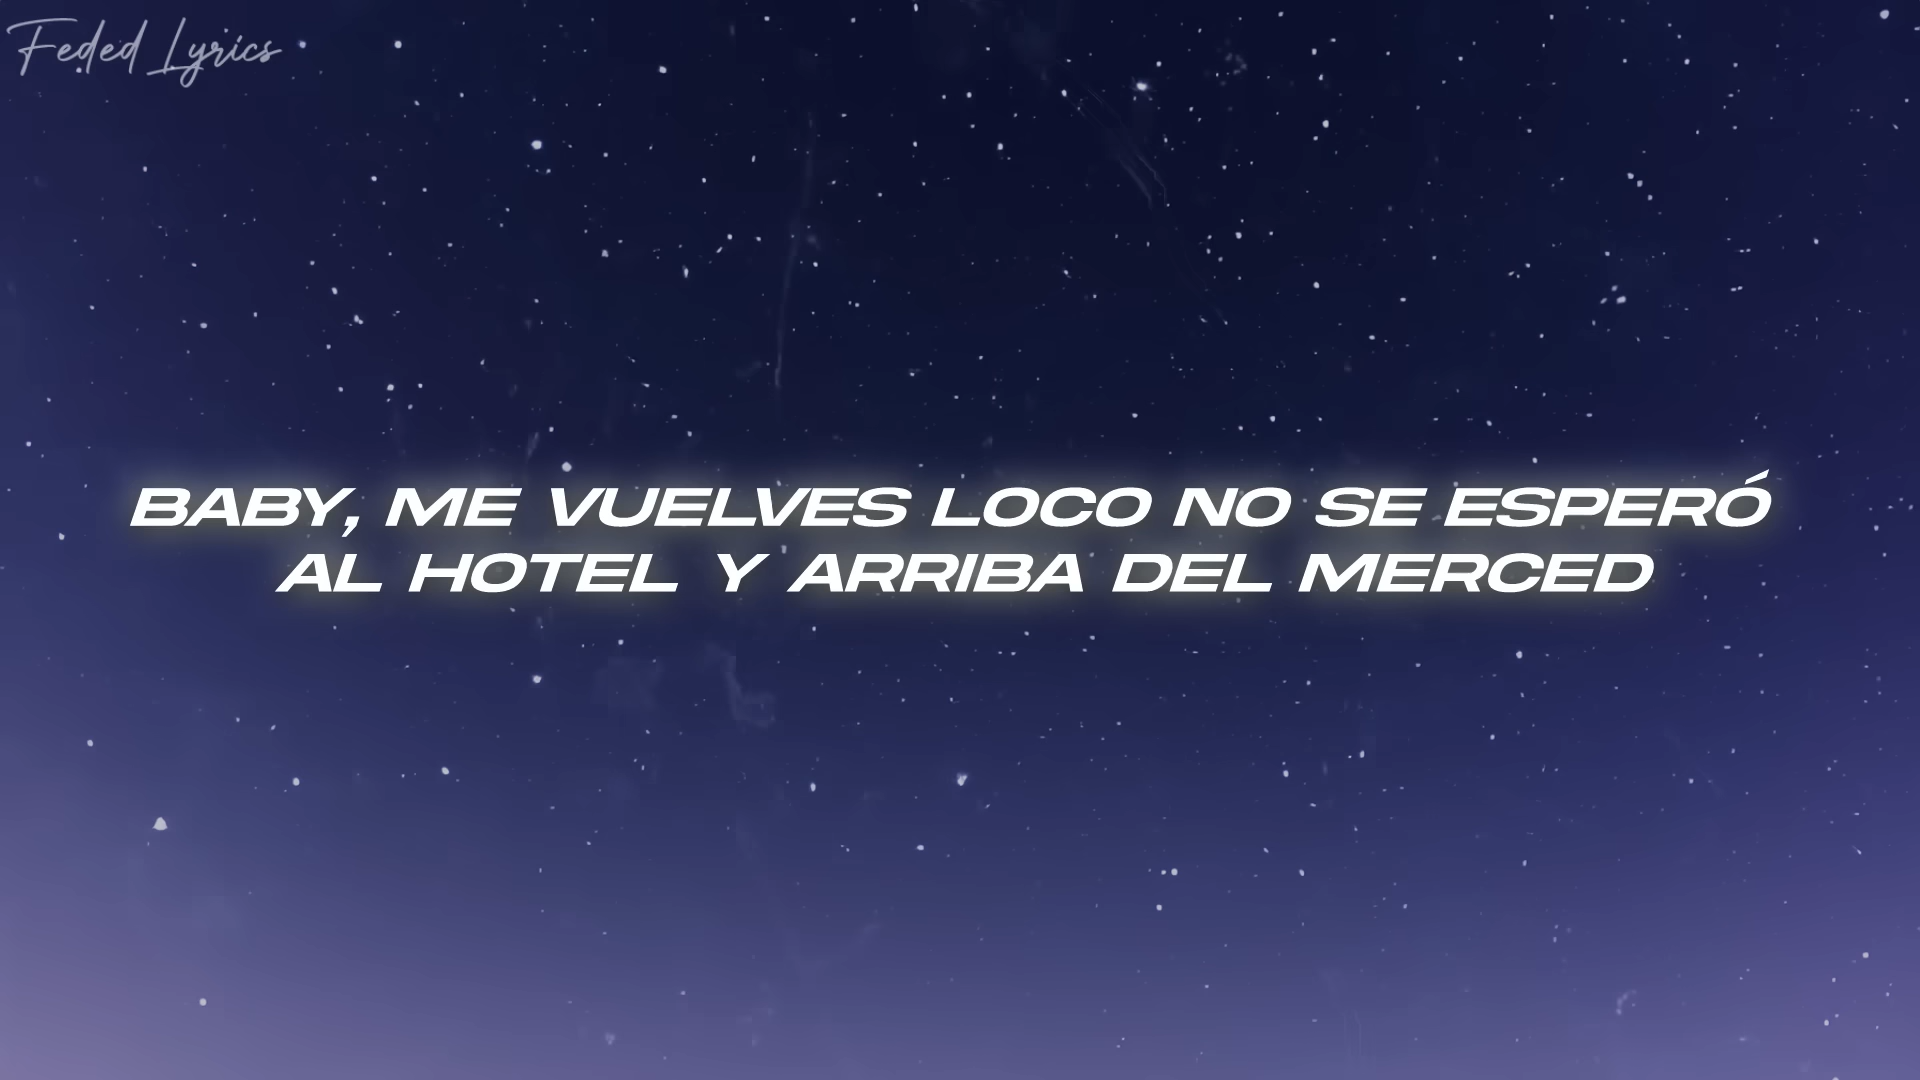 Feded Lyrics
BABY, ME VUELVES LOCO NO SE ESPERÓ
AL HOTEL Y ARRIBA DEL MERCED